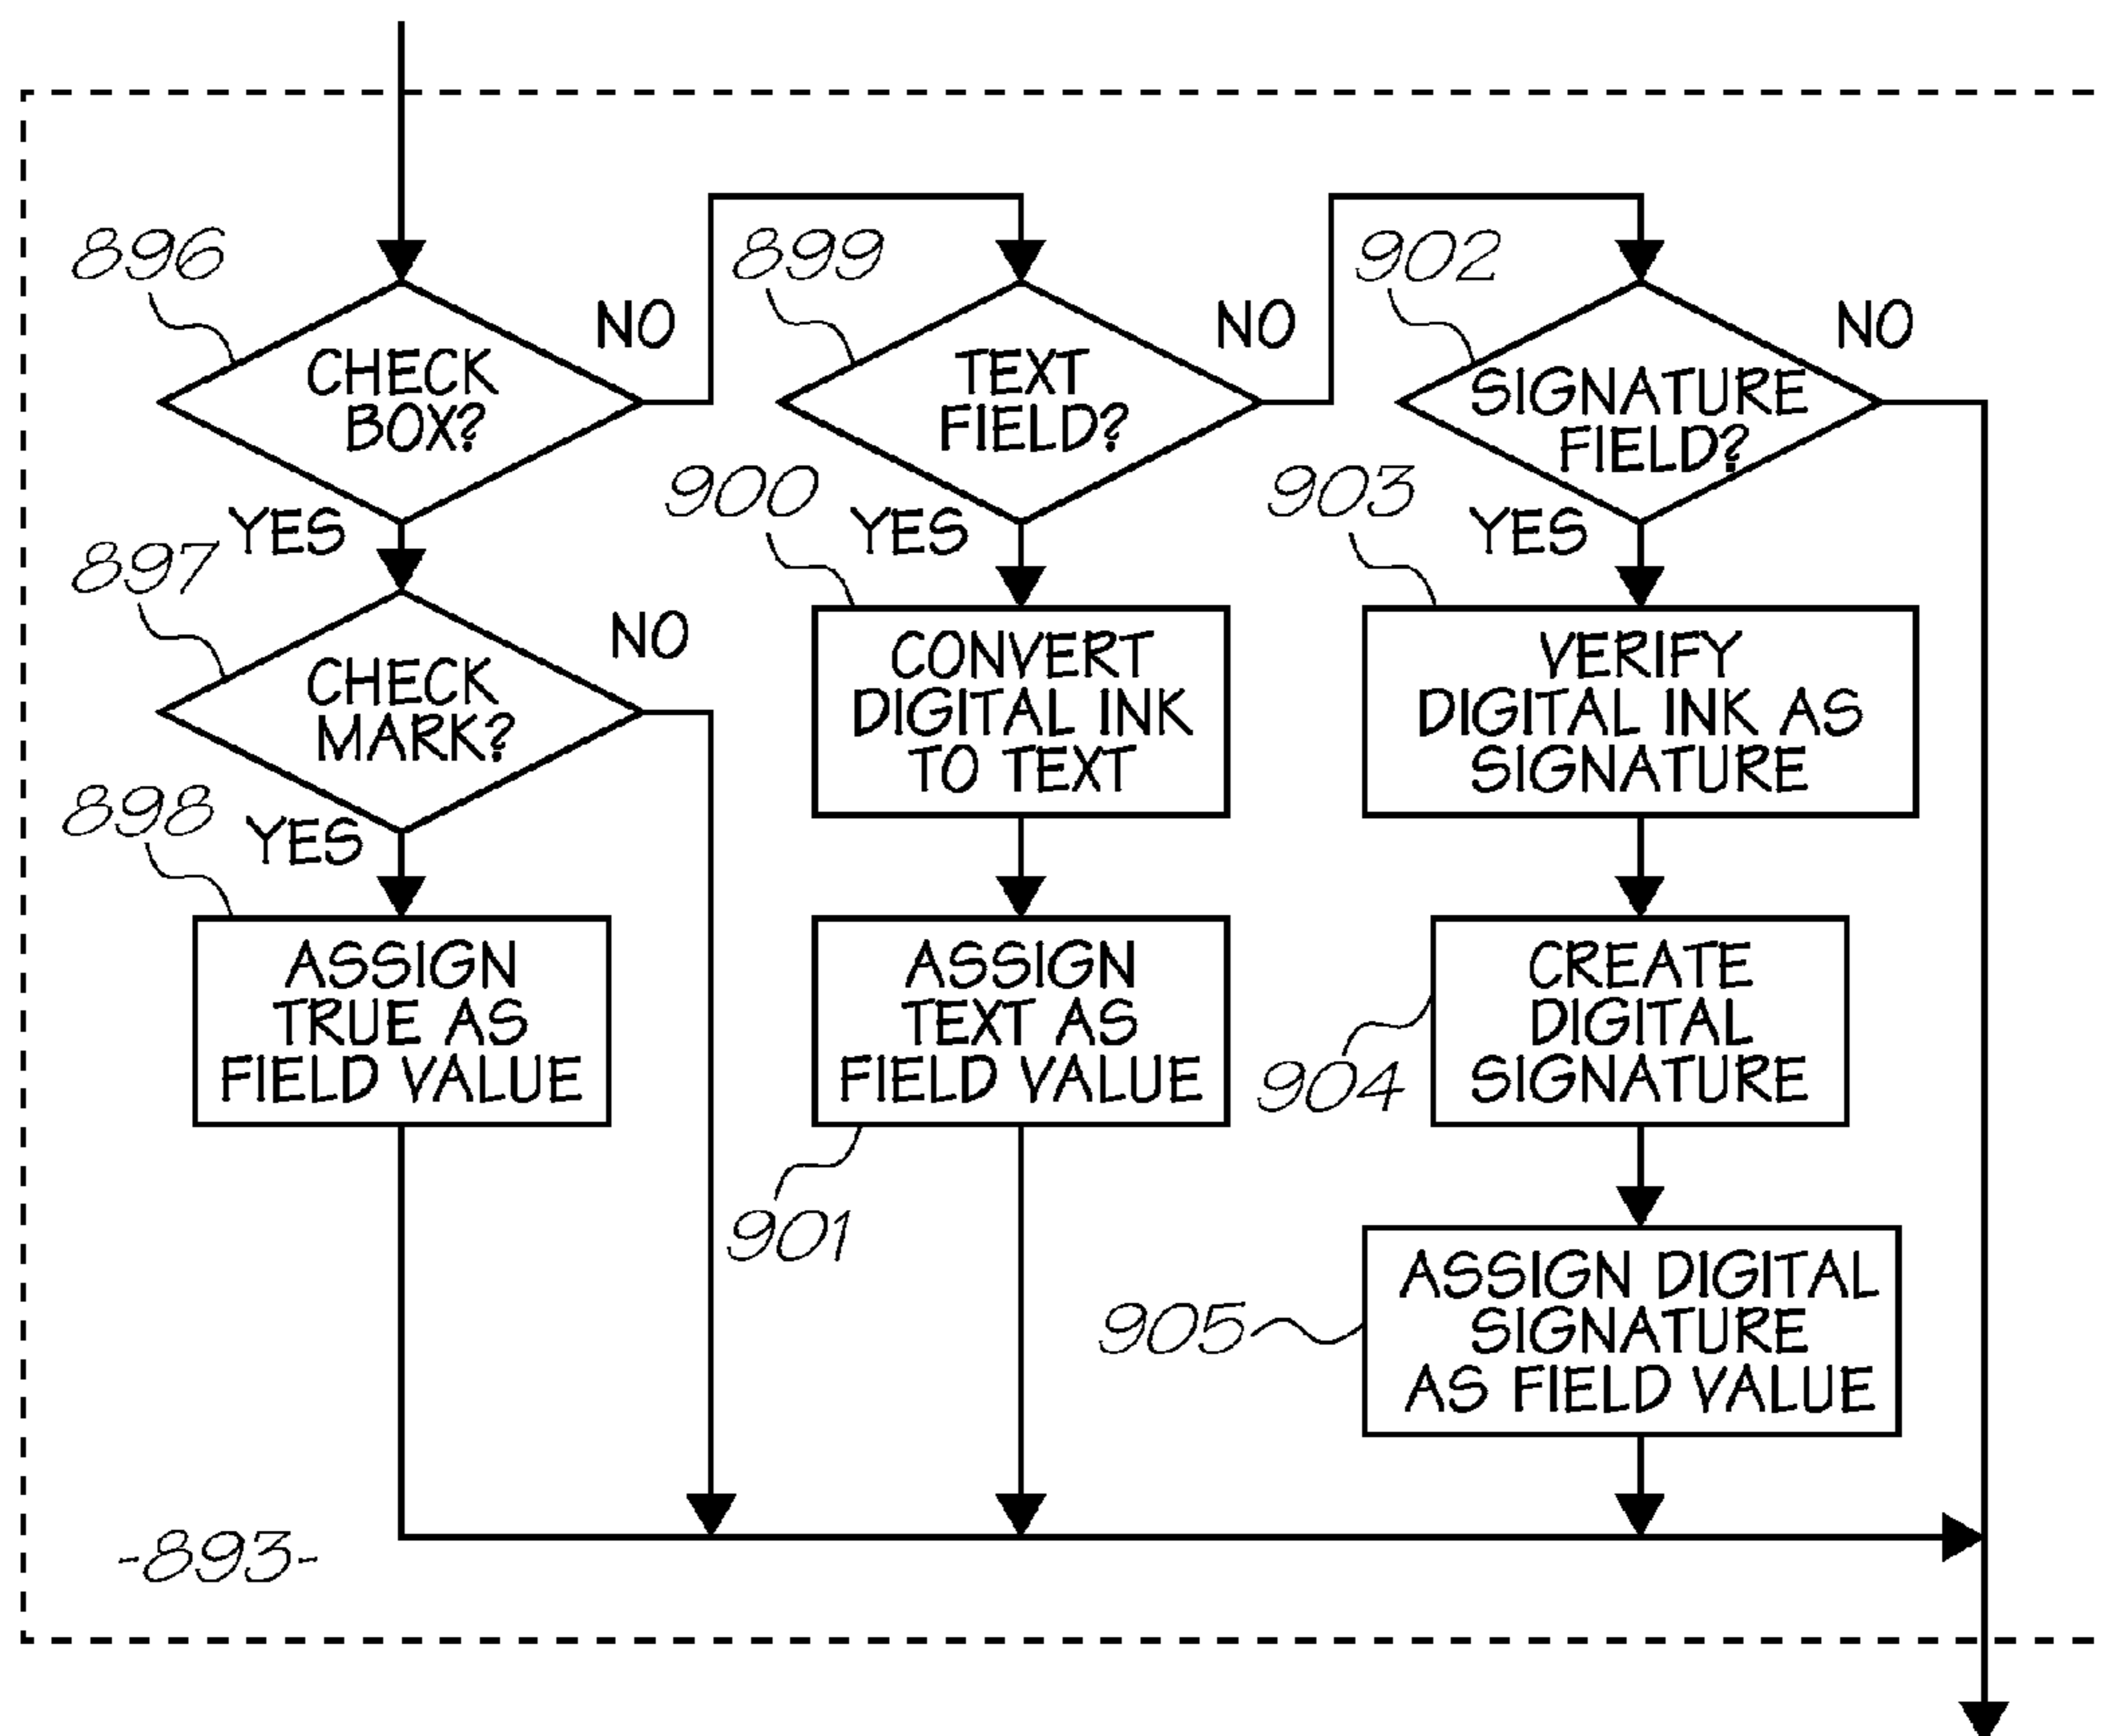 896
CHECK
BOX?
NO
YES
897
CHECK
MARK?
NO
YES
898
ASSIGN
TRUE AS
FIELD VALUE
899
TEXT
FIELD?
NO
YES
900
CONVERT
DIGITAL INK
TO TEXT
ASSIGN
TEXT AS
FIELD VALUE
901
902
SIGNATURE
FIELD?
NO
YES
903
VERIFY
DIGITAL INK AS
SIGNATURE
CREATE
DIGITAL
SIGNATURE
904
ASSIGN DIGITAL
SIGNATURE
AS FIELD VALUE
905
-893-